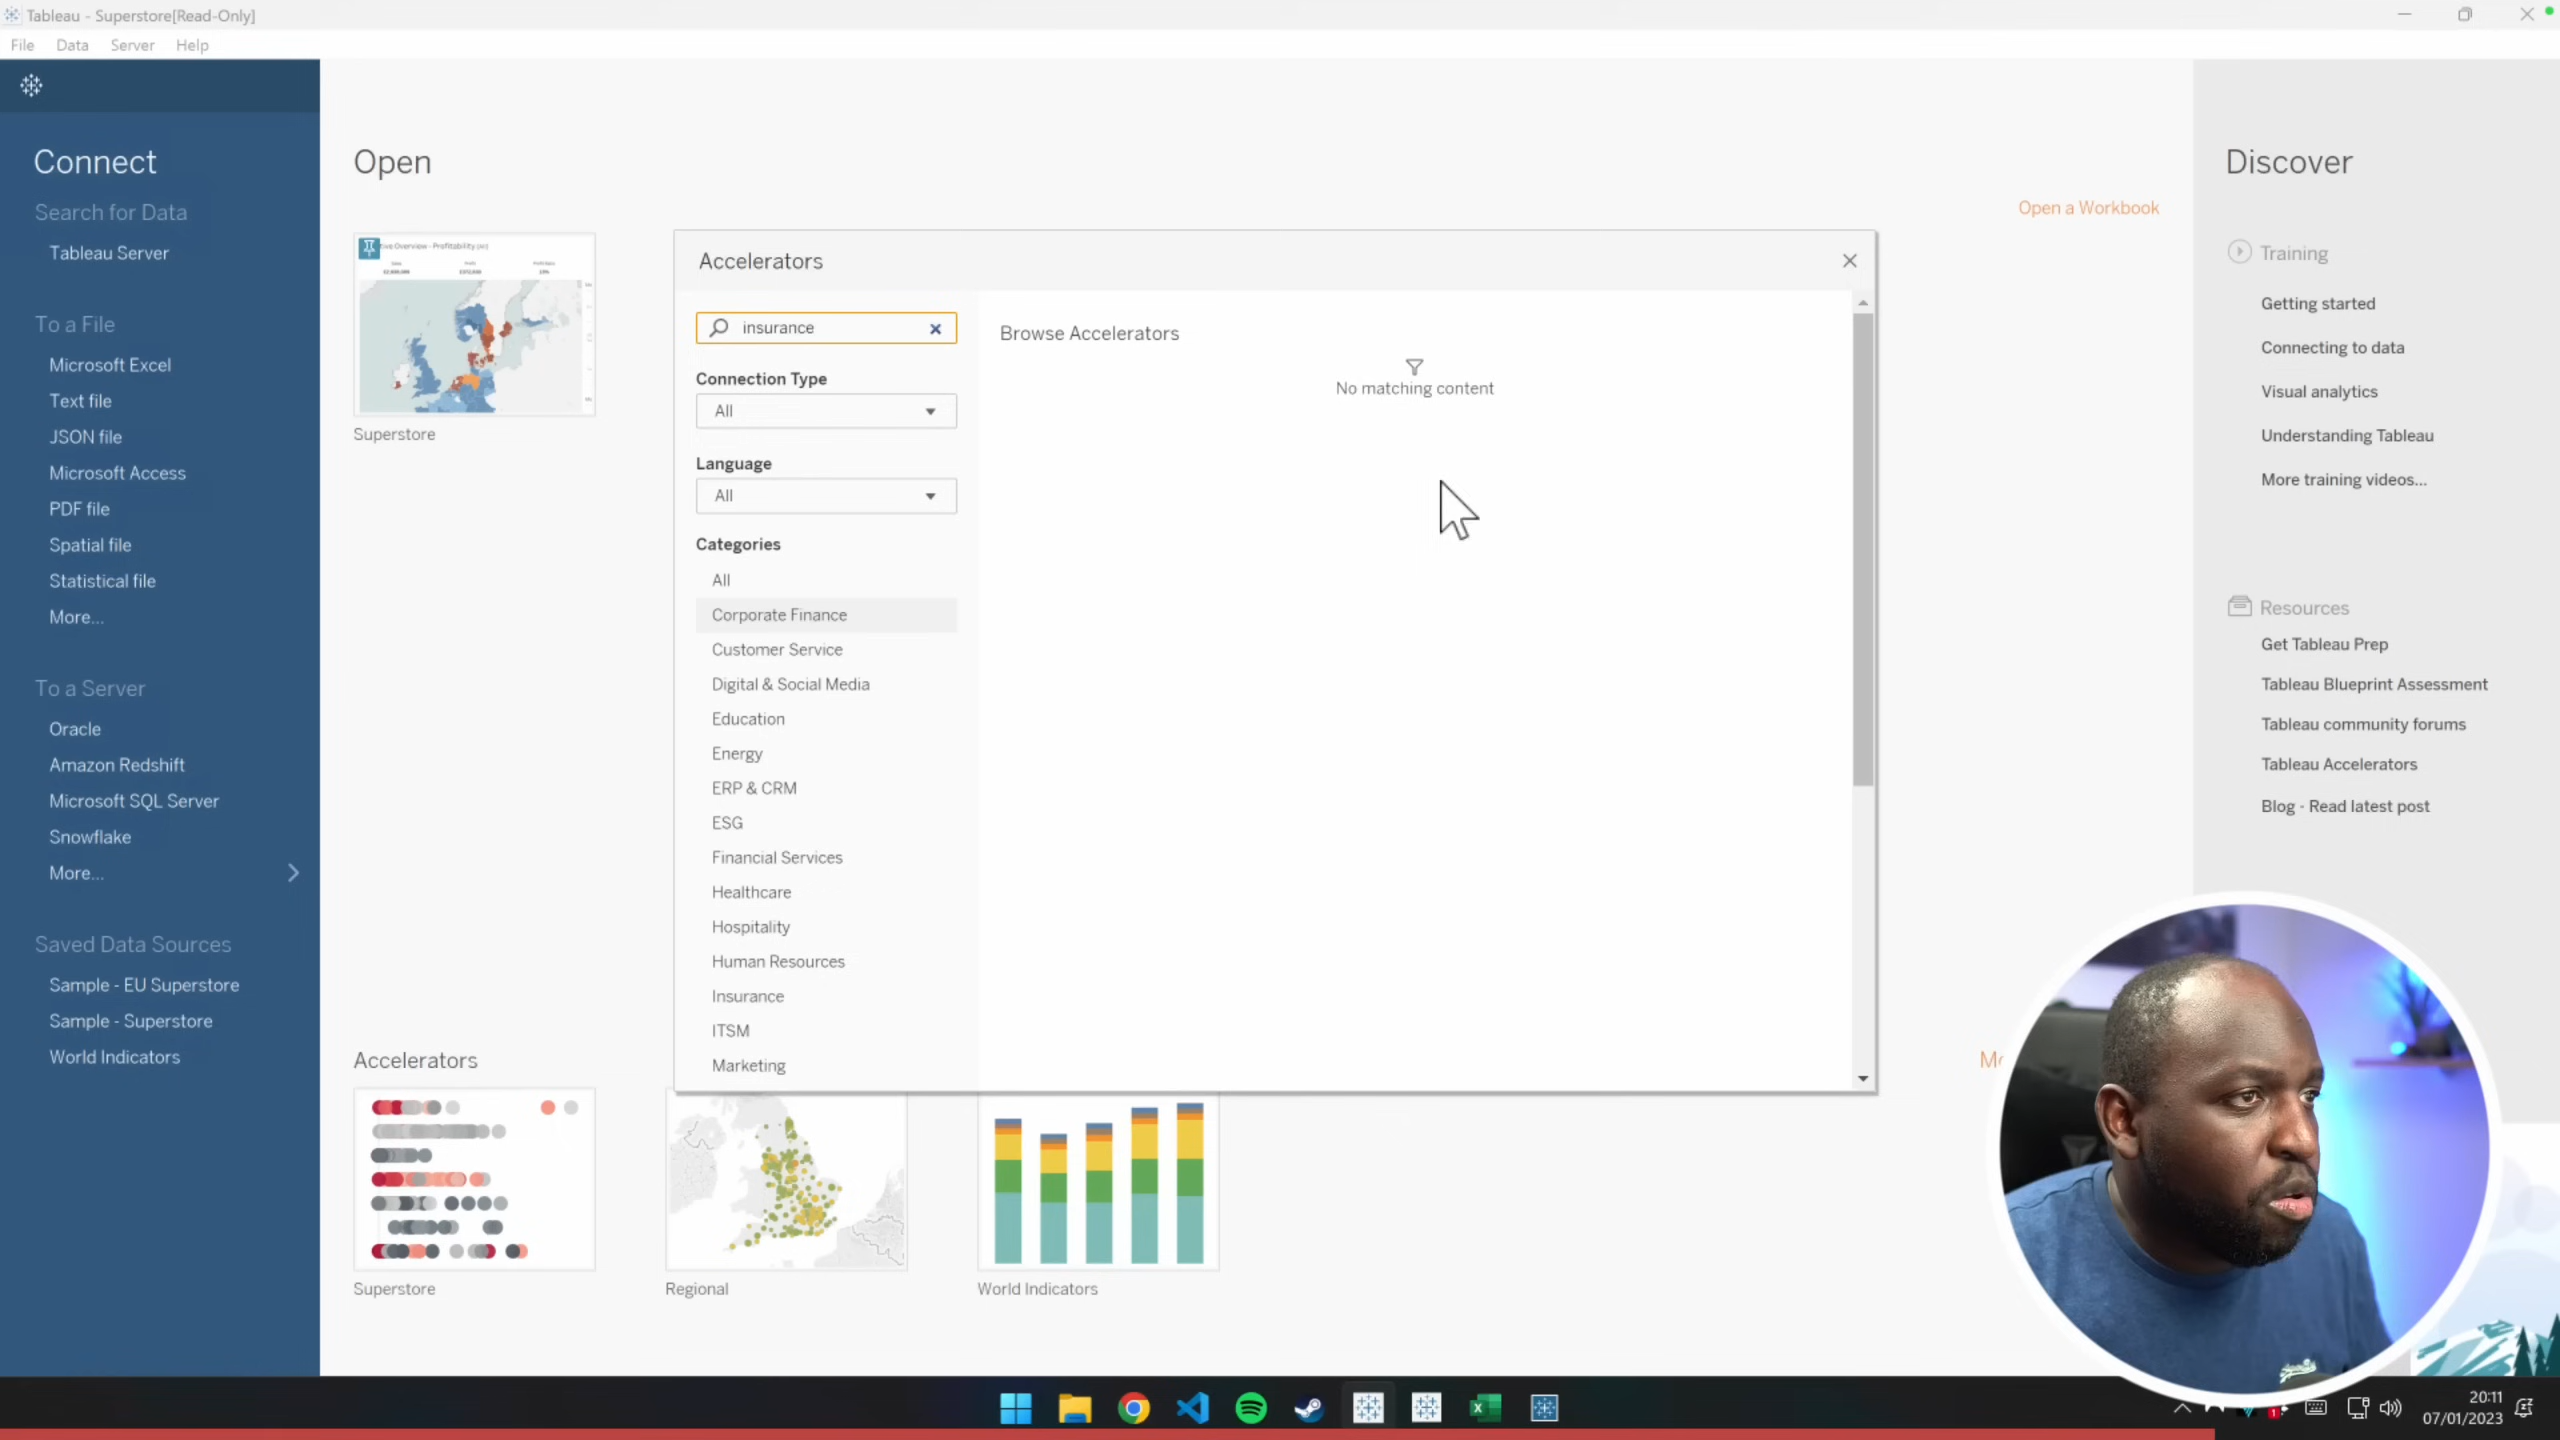 Tableau - Superstore[Read-Only]
File Data Server Help
Connect
Search for Data
Tableau Server
To a File
Microsoft Excel
Text file
JSON file
Microsoft Access
PDF file
Spatial file
Statistical file
More...
To a Server
Oracle
Amazon Redshift
Microsoft SQL Server
Snowflake
More...
Saved Data Sources
Sample - EU Superstore
Sample - Superstore
World Indicators
Open
Open a Workbook
tive Overview - Profitability
Superstore
Accelerators
insurance
Connection Type
All
Language
All
Categories
All
Corporate Finance
Customer Service
Digital & Social Media
Education
Energy
ERP & CRM
ESG
Financial Services
Healthcare
Hospitality
Human Resources
Insurance
ITSM
Marketing
Browse Accelerators
No matching content
Accelerators
Superstore
Regional
World Indicators
Discover
Training
Getting started
Connecting to data
Visual analytics
Understanding Tableau
More training videos...
Resources
Get Tableau Prep
Tableau Blueprint Assessment
Tableau community forums
Tableau Accelerators
Blog - Read latest post
20:11
07/01/2023